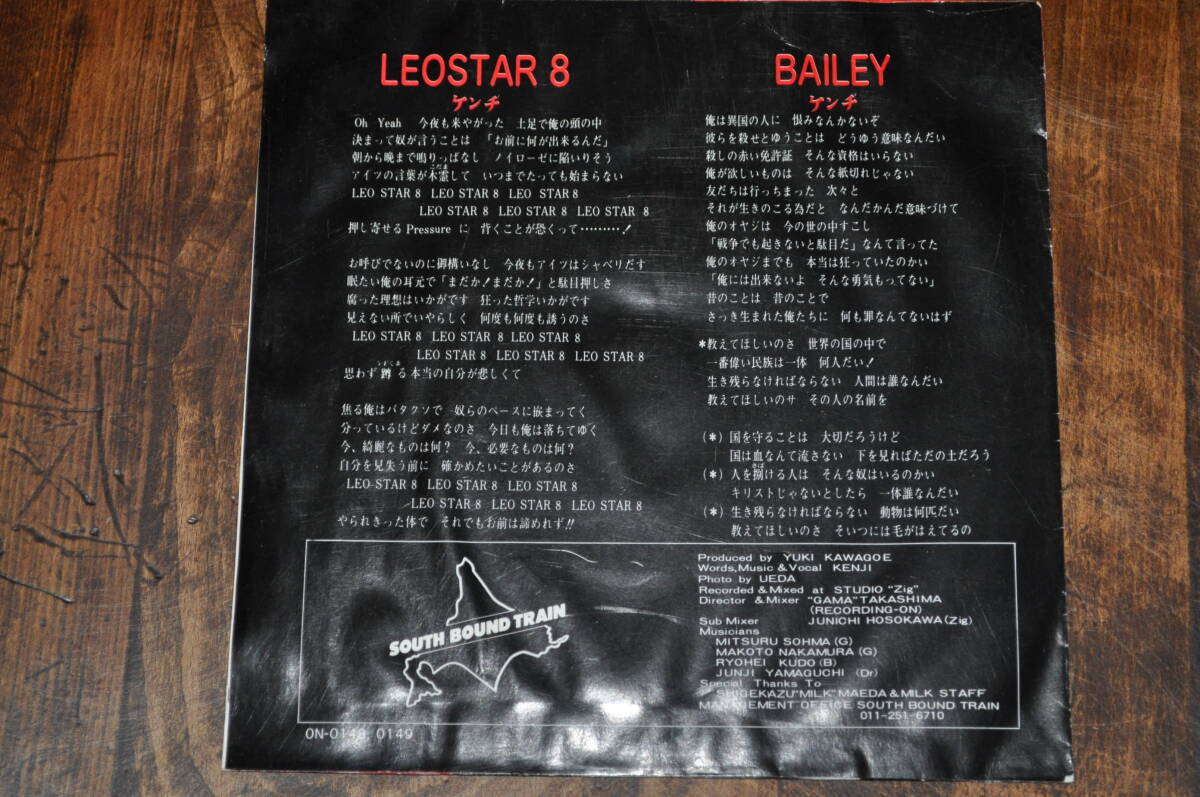 LEOSTAR 8
ケンヂ
Oh Yeah 今夜も来やがった 土足で俺の頭の中
決まって奴が言うことは 「お前に何が出来るんだ」
朝から晩まで鳴りっぱなし ノイローゼに陥いりそう
こだま
アイツの言葉が木霊して いつまでたっても始まらない
LEO STAR 8 LEO STAR 8 LEO STAR 8
LEO STAR 8 LEO STAR 8 LEO STAR 8
押し寄せる Pressure に 背くことが恐くって………!
お呼びでないのに御構いなし 今夜もアイツはシャベリだす
眠たい俺の耳元で「まだか!まだか!」と駄目押しさ
腐った理想はいかがです 狂った哲学いかがです
見えない所でいやらしく 何度も何度も誘うのさ
LEO STAR 8 LEO STAR 8 LEO STAR 8
LEO STAR 8 LEO STAR 8 LEO STAR 8
思わず蹲る本当の自分が悲しくて
焦る俺はバタクソで 奴らのペースに嵌まってく
分っているけどダメなのさ 今日も俺は落ちてゆく
今、綺麗なものは何? 今、必要なものは何?
自分を見失う前に 確かめたいことがあるのさ
LEO STAR 8 LEO STAR 8 LEO STAR 8
LEO STAR 8 LEO STAR 8 LEO STAR 8
やられきった体で それでもお前は諦めれず!!
BAILEY
ケンヂ
俺は異国の人に 恨みなんかないぞ
彼らを殺せとゆうことは どうゆう意味なんだい
殺しの赤い免許証 そんな資格はいらない
俺が欲しいものは そんな紙切れじゃない
友だちは行っちまった 次々と
それが生きのこる為だと なんだかんだ意味づけて
俺のオヤジは 今の世の中すこし
「戦争でも起きないと駄目だ」なんて言ってた
俺のオヤジまでも 本当は狂っていたのかい
「俺には出来ないよ そんな勇気もってない」
昔のことは 昔のことで
さっき生まれた俺たちに 何も罪なんてないはず
*教えてほしいのさ 世界の国の中で
一番偉い民族は一体 何人だい!
生き残らなければならない 人間は誰なんだい
教えてほしいのサ その人の名前を
(*) 国を守ることは 大切だろうけど
国は血なんて流さない 下を見ればただの土だろう
さば
(*) 人を捌ける人は そんな奴はいるのかい
キリストじゃないとしたら 一体誰なんだい
(*) 生き残らなければならない 動物は何匹だい
教えてほしいのさ そいつには毛がはえてるの
SOUTH BOUND TRAIN
Produced by YUKI KAWAGOE
Words,Music & Vocal KENJI
Photo by UEDA
Recorded & Mixed at STUDIO "Zig"
Director & Mixer "GAMA" TAKASHIMA
(RECORDING-ON)
Sub Mixer JUNICHI HOSOKAWA (Zig)
Musicians
MITSURU SOHMA (G)
MAKOTO NAKAMURA (G)
RYOHEI KUDO (B)
JUNJI YAMAGUCHI (Dr)
Special Thanks To
SHIGEKAZU"MILK"MAEDA & MILK STAFF
MANAGEMENT OFFICE SOUTH BOUND TRAIN
011-251-6710
ON-0148 0149